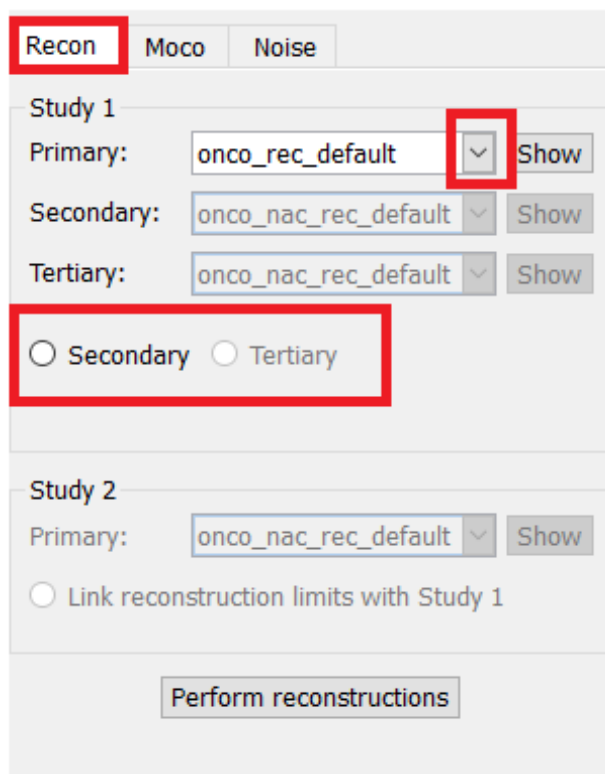 Recon Moco Noise
Study 1
Primary: onco_rec_default Show
Secondary: onco_nac_rec_default Show
Tertiary: onco_nac_rec_default Show
Secondary Tertiary
Study 2
Primary: onco_nac_rec_default Show
Link reconstruction limits with Study 1
Perform reconstructions